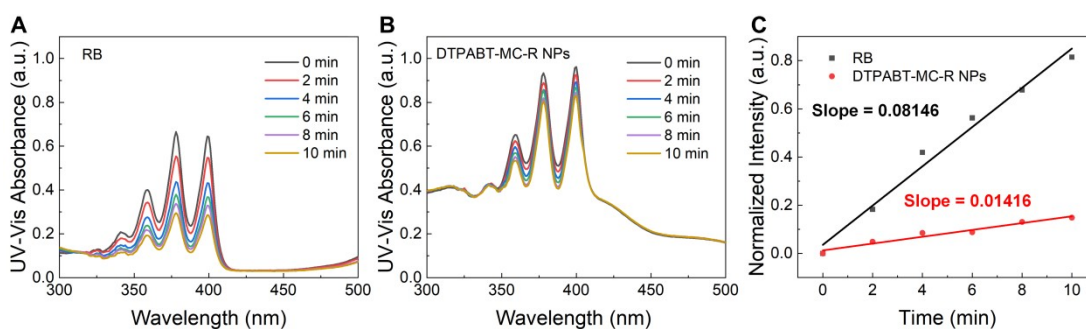 A
RB
0 min
2 min
4 min
6 min
8 min
10 min
UV-Vis Absorbance (a.u.)
1.0
0.8
0.6
0.4
0.2
0.0
300
350
400
450
500
Wavelength (nm)
B
DTPABT-MC-R NPs
0 min
2 min
4 min
6 min
8 min
10 min
UV-Vis Absorbance (a.u.)
1.0
0.8
0.6
0.4
0.2
0.0
300
350
400
450
500
Wavelength (nm)
C
RB
DTPABT-MC-R NPs
Slope = 0.08146
Slope = 0.01416
Normalized Intensity (a.u.)
0.8
0.6
0.4
0.2
0.0
0
2
4
6
8
10
Time (min)